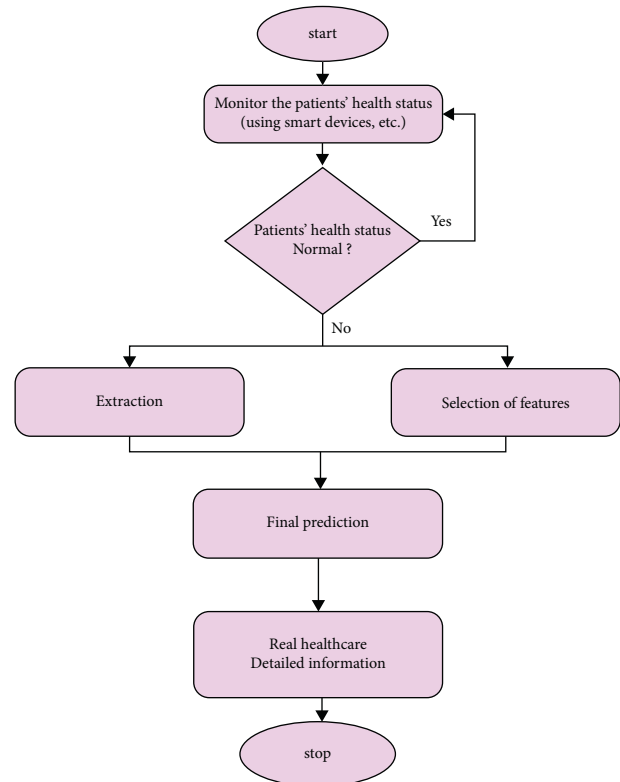 start
Monitor the patients’ health status
(using smart devices, etc.)
Patients’ health status
Normal ?
Yes
No
Extraction
Selection of features
Final prediction
Real healthcare
Detailed information
stop